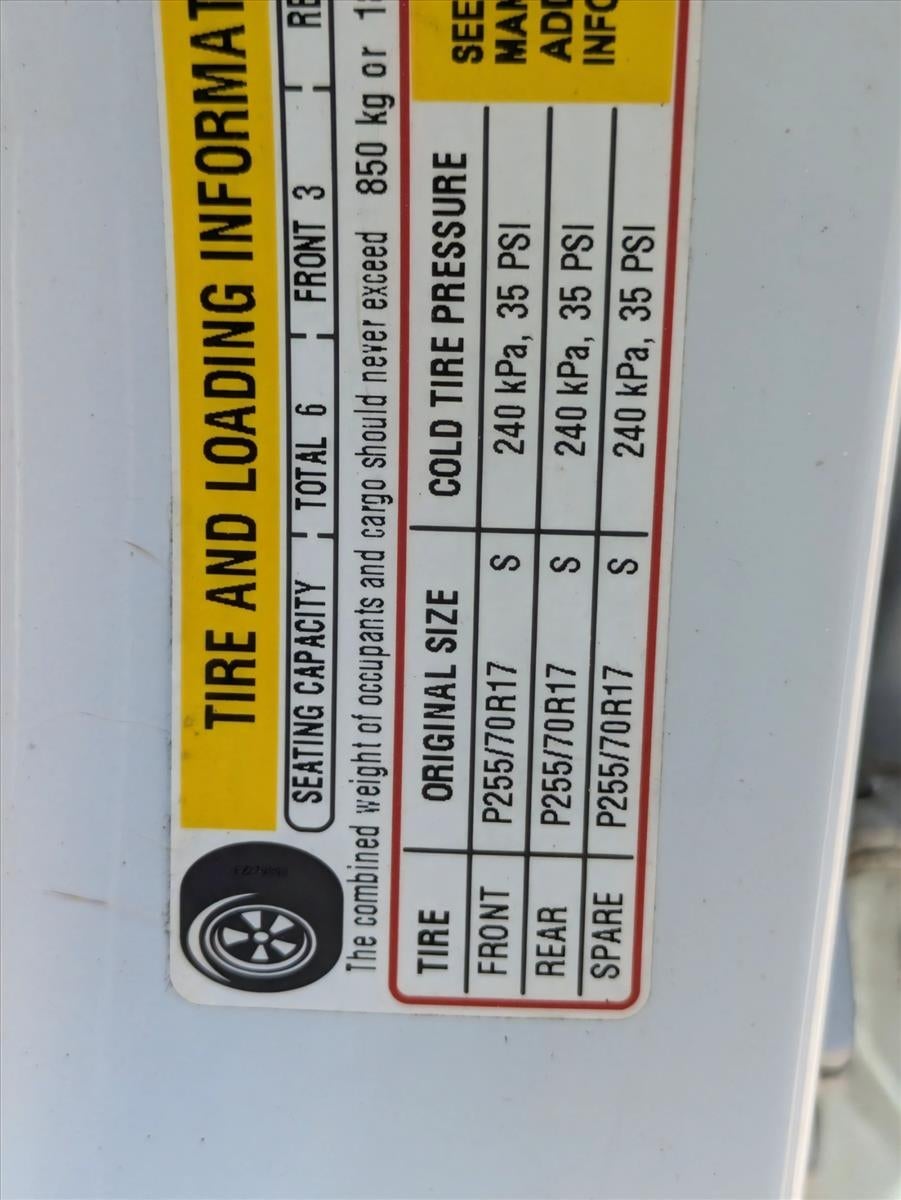 TIRE AND LOADING INFORMAT
SEATING CAPACITY TOTAL 6 FRONT 3 RE
The combined weight of occupants and cargo should never exceed 850 kg or 1
TIRE ORIGINAL SIZE COLD TIRE PRESSURE
FRONT P255/70R17 S 240 kPa, 35 PSI
REAR P255/70R17 S 240 kPa, 35 PSI
SPARE P255/70R17 S 240 kPa, 35 PSI
SEE
MAN
ADD
INFO